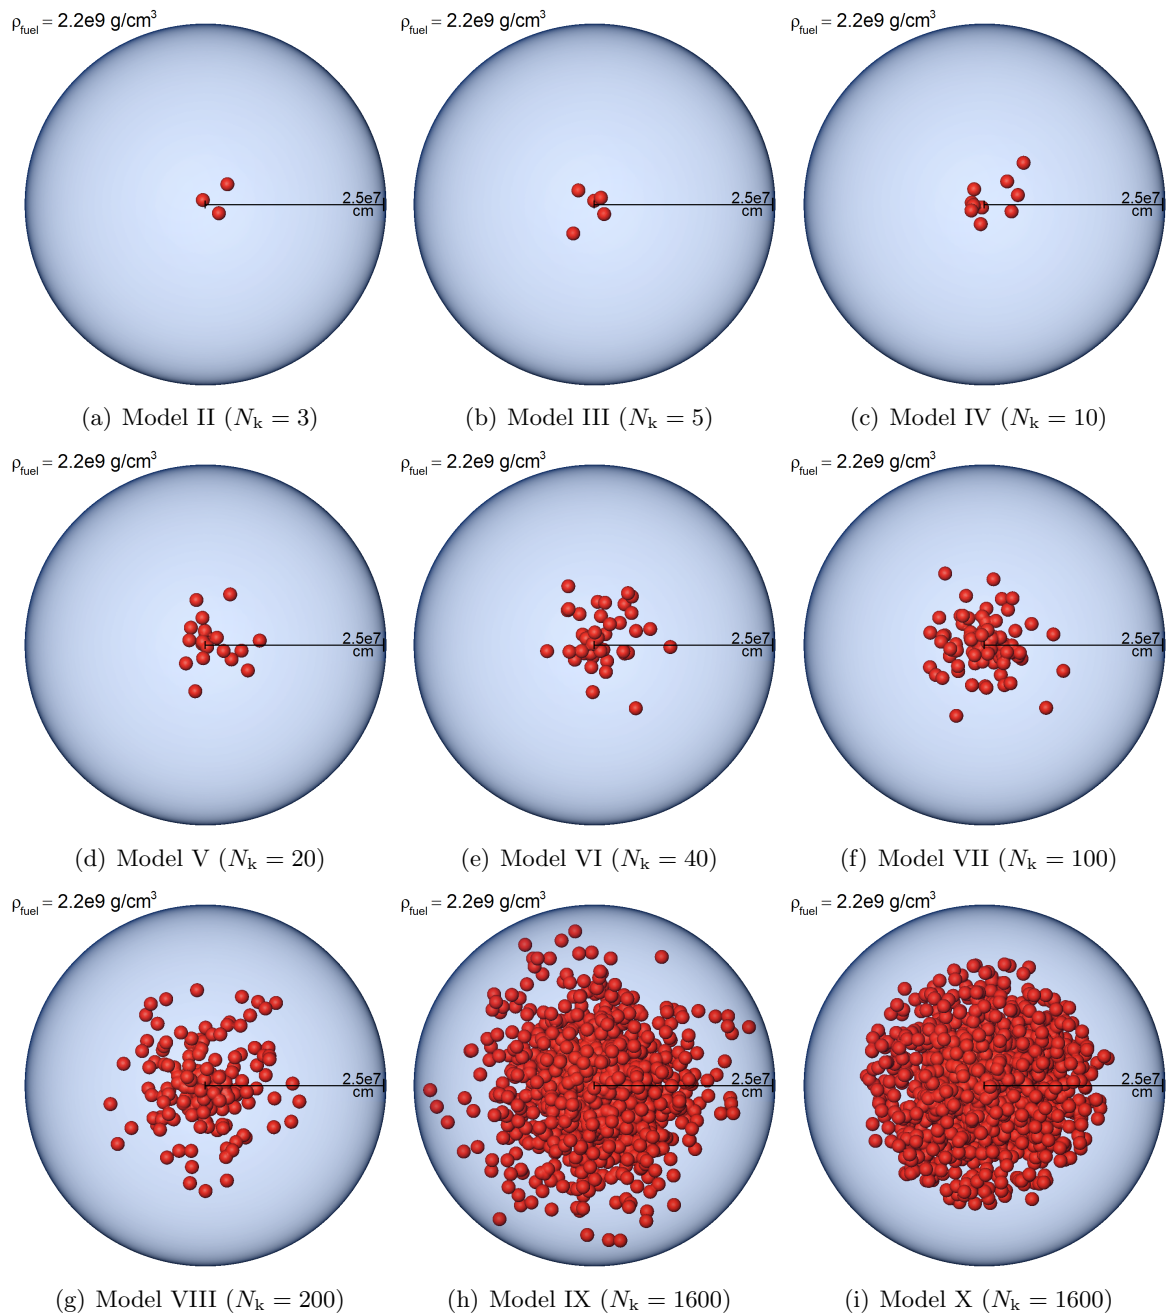 ρfuel = 2.2e9 g/cm³ ρfuel = 2.2e9 g/cm³ ρfuel = 2.2e9 g/cm³
2.5e7 2.5e7 2.5e7
cm cm cm
(a) Model II (Nk = 3) (b) Model III (Nk = 5) (c) Model IV (Nk = 10)
ρfuel = 2.2e9 g/cm³ ρfuel = 2.2e9 g/cm³ ρfuel = 2.2e9 g/cm³
2.5e7 2.5e7 2.5e7
cm cm cm
(d) Model V (Nk = 20) (e) Model VI (Nk = 40) (f) Model VII (Nk = 100)
ρfuel = 2.2e9 g/cm³ ρfuel = 2.2e9 g/cm³ ρfuel = 2.2e9 g/cm³
2.5e7 2.5e7 2.5e7
cm cm cm
(g) Model VIII (Nk = 200) (h) Model IX (Nk = 1600) (i) Model X (Nk = 1600)